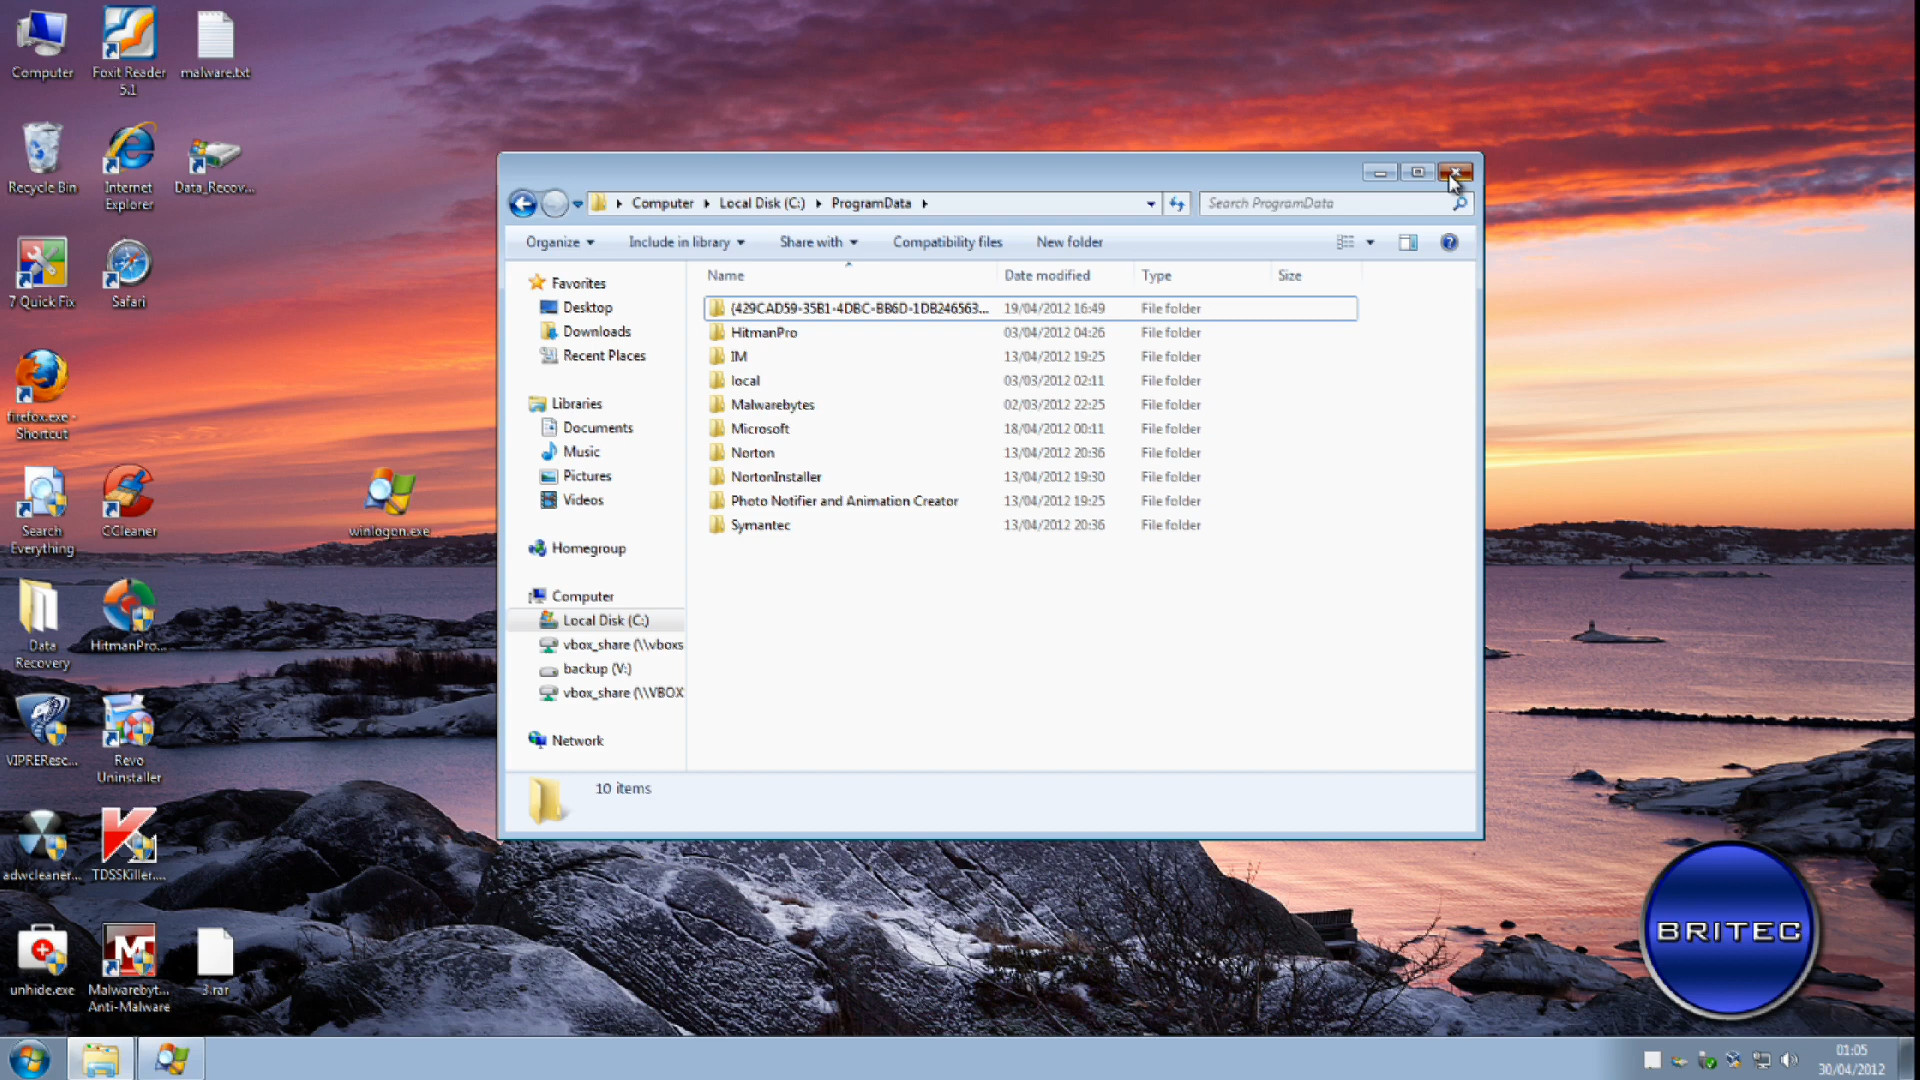 Computer
Foxit Reader
5.1
malware.txt
Recycle Bin
Internet
Explorer
Data_Recov...
7 Quick Fix
Safari
firefox.exe -
Shortcut
Search
Everything
CCleaner
winlogon.exe
Data
Recovery
HitmanPro...
VIPREResc...
Revo
Uninstaller
adwcleaner...
TDSSKiller....
unhide.exe
Malwarebyt...
Anti-Malware
3.rar
Computer
Local Disk (C:)
ProgramData
Search ProgramData
Organize
Include in library
Share with
Compatibility files
New folder
Favorites
Desktop
Downloads
Recent Places
Libraries
Documents
Music
Pictures
Videos
Homegroup
Computer
Local Disk (C:)
vbox_share (\\vboxs
backup (V:)
vbox_share (\\VBOX
Network
Name Date modified Type Size
{429CAD59-35B1-4DBC-BB6D-1DB246563... 19/04/2012 16:49 File folder
HitmanPro 03/04/2012 04:26 File folder
IM 13/04/2012 19:25 File folder
local 03/03/2012 02:11 File folder
Malwarebytes 02/03/2012 22:25 File folder
Microsoft 18/04/2012 00:11 File folder
Norton 13/04/2012 20:36 File folder
NortonInstaller 13/04/2012 19:30 File folder
Photo Notifier and Animation Creator 13/04/2012 19:25 File folder
Symantec 13/04/2012 20:36 File folder
10 items
BRITEC
01:05
30/04/2012